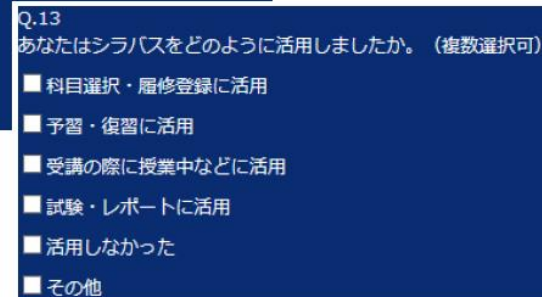 Q.13
あなたはシラバスをどのように活用しましたか。（複数選択可）
科目選択・履修登録に活用
予習・復習に活用
受講の際に授業中などに活用
試験・レポートに活用
活用しなかった
その他